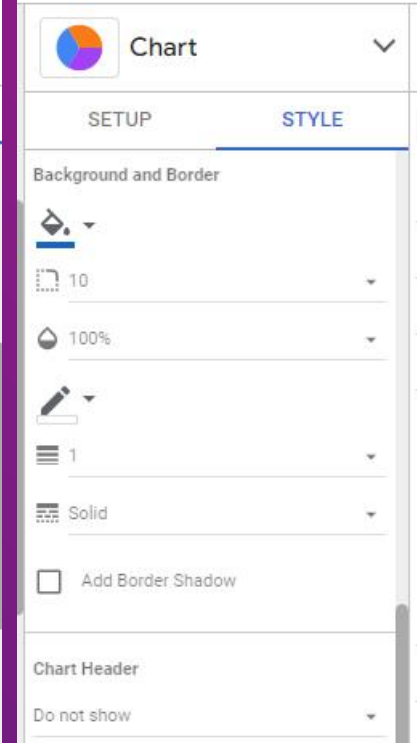 Chart
SETUP STYLE
Background and Border
10
100%
1
Solid
Add Border Shadow
Chart Header
Do not show